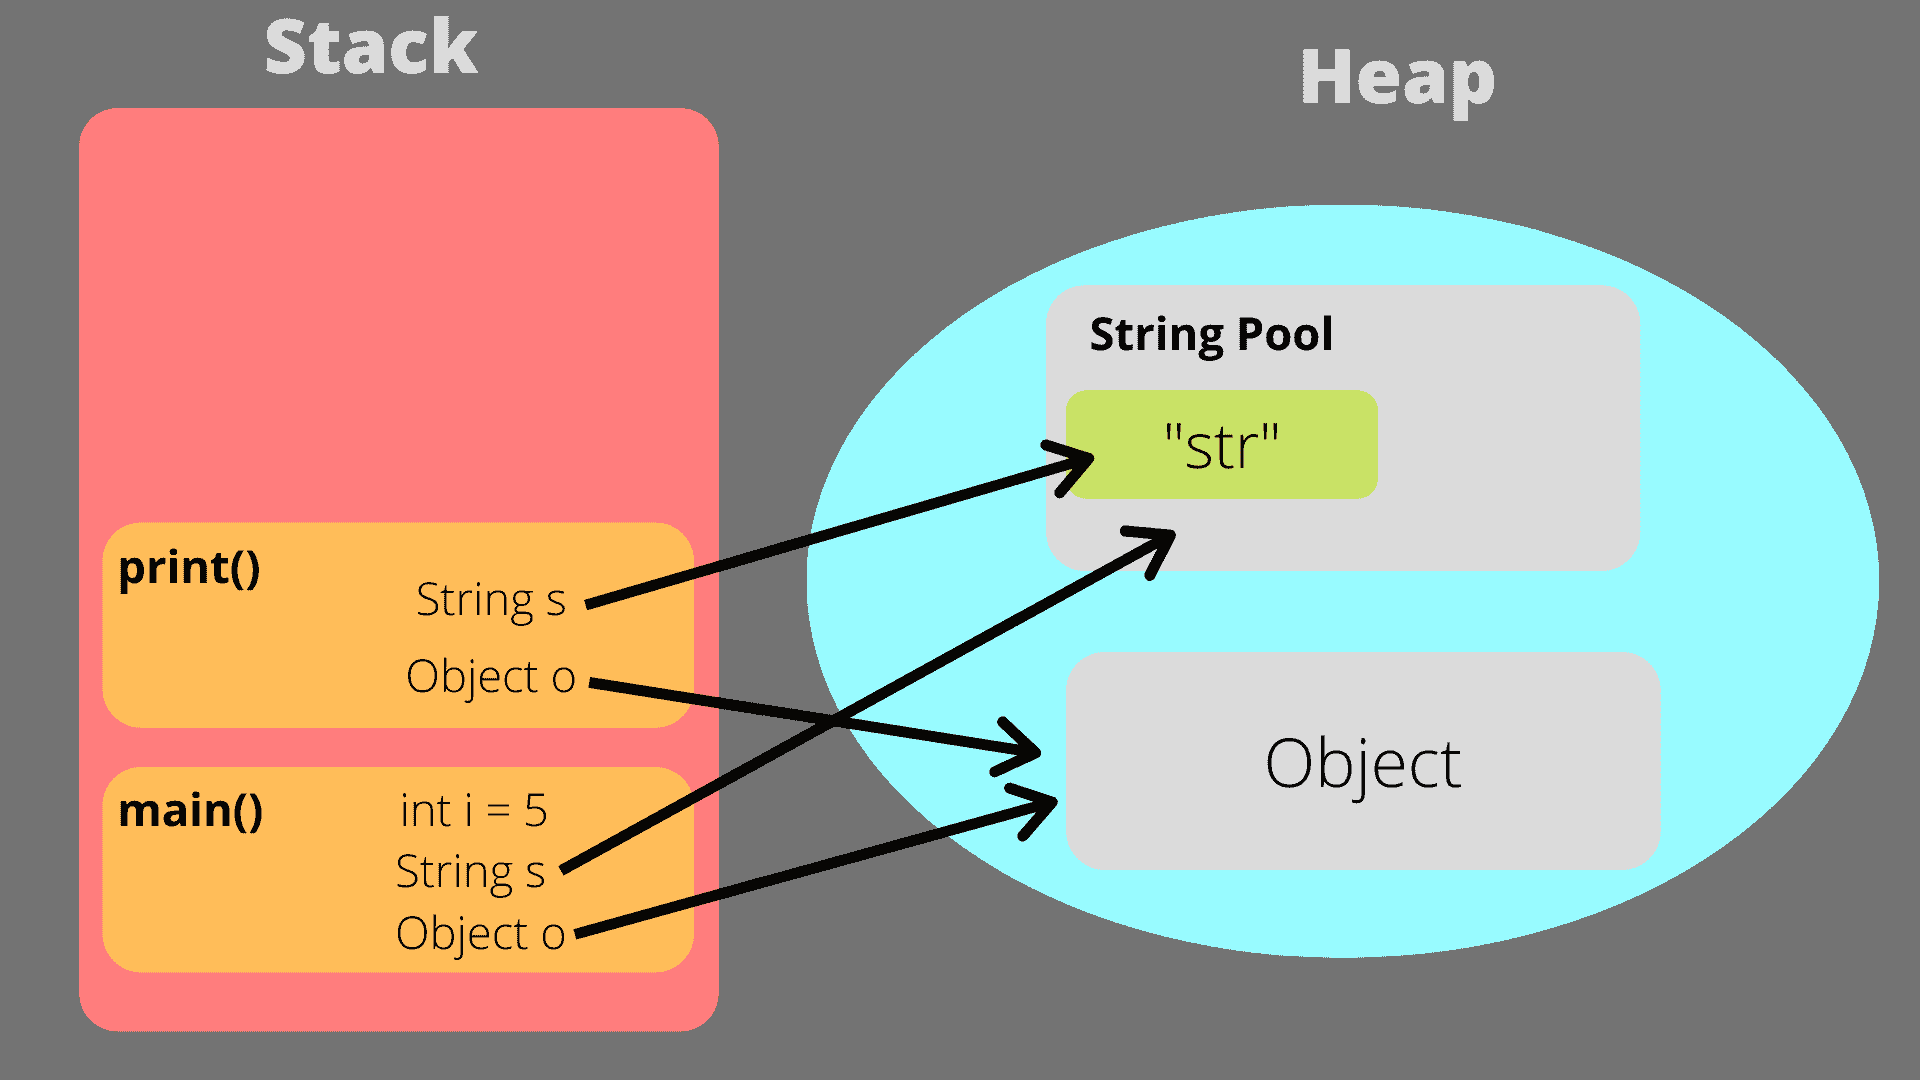 Stack
print()
String s
Object o
main()
int i = 5
String s
Object o
Heap
String Pool
"str"
Object